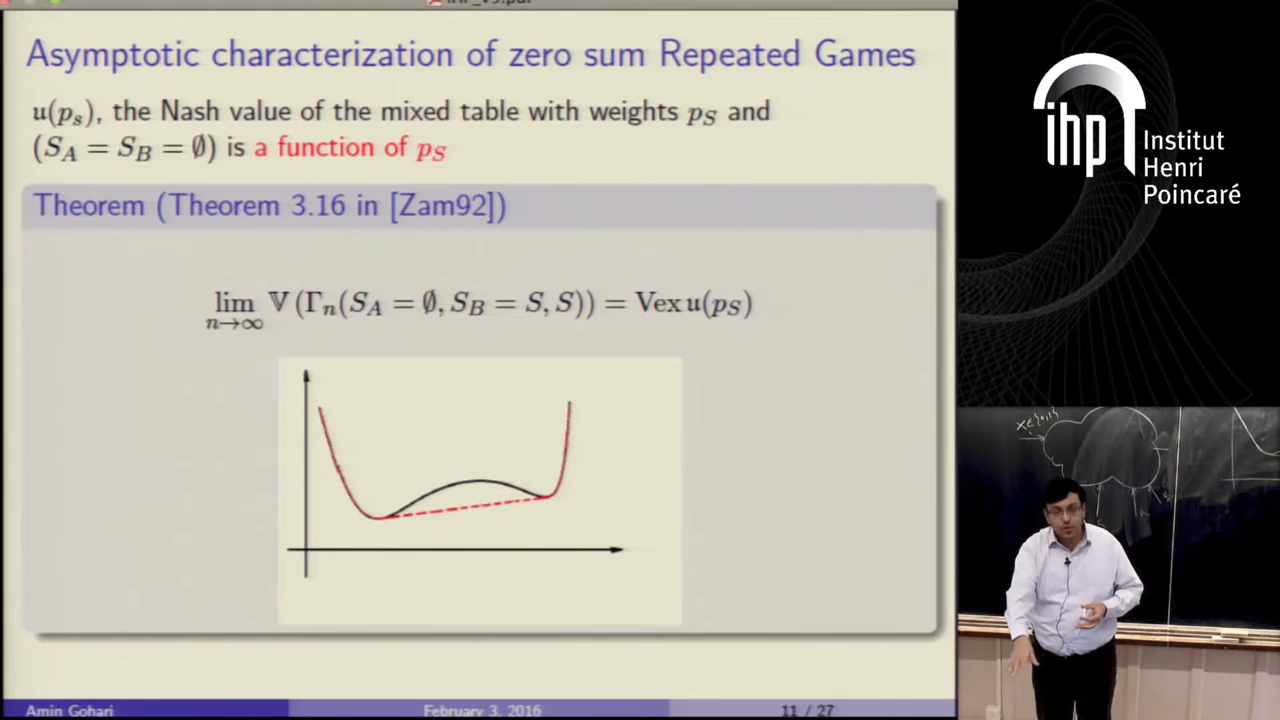 Asymptotic characterization of zero sum Repeated Games
u(p_s), the Nash value of the mixed table with weights p_S and
(S_A = S_B = ∅) is a function of p_S
Theorem (Theorem 3.16 in [Zam92])
lim_{n→∞} 𝕍(Γ_n(S_A = ∅, S_B = S, S)) = Vex u(p_S)
Amin Gohari
February 3, 2016
11 / 27
ihp
Institut
Henri
Poincaré